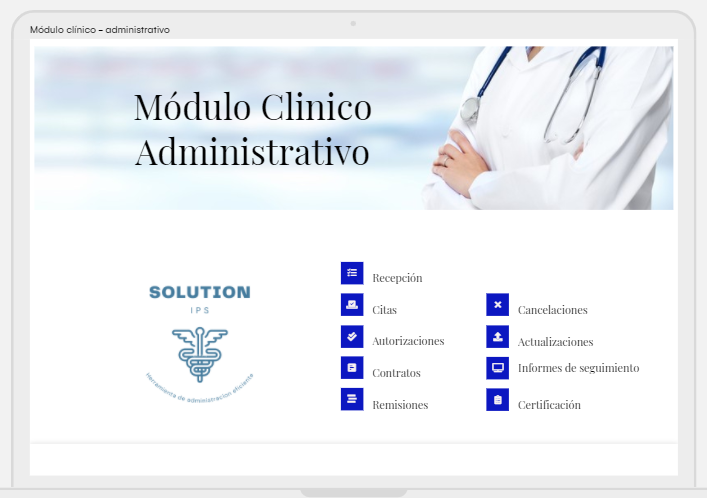 Módulo clínico – administrativo
Módulo Clinico
Administrativo
SOLUTION
IPS
Herramienta de administracion eficiente
Recepción
Citas
Autorizaciones
Contratos
Remisiones
Cancelaciones
Actualizaciones
Informes de seguimiento
Certificación